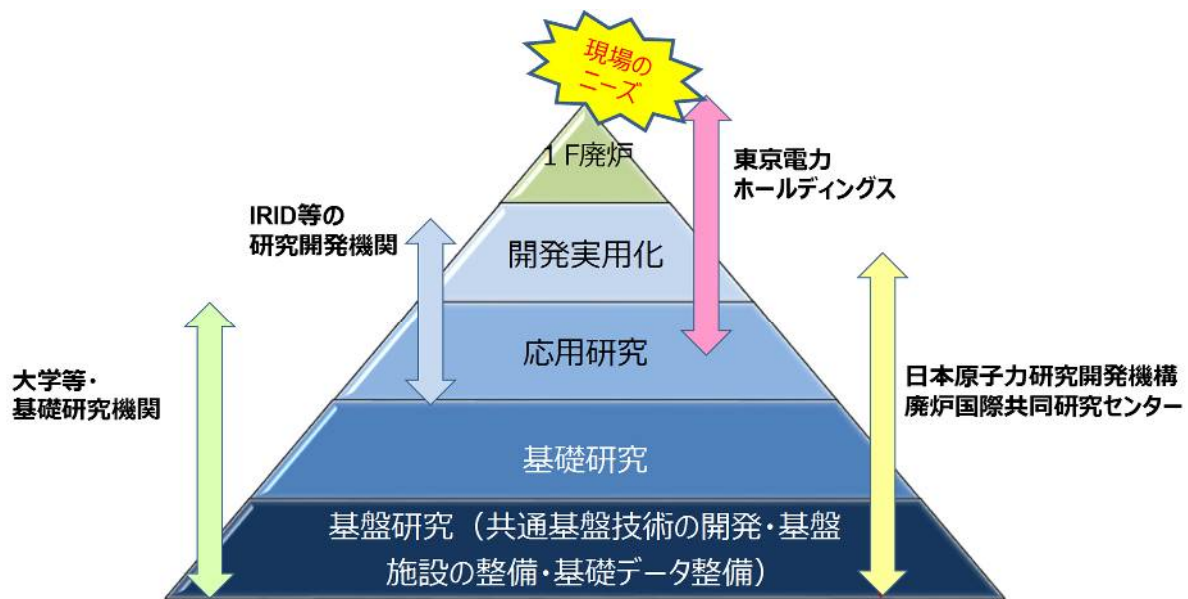 現場の
ニーズ
1F廃炉
東京電力
ホールディングス
IRID等の
研究開発機関
開発実用化
応用研究
大学等・
基礎研究機関
日本原子力研究開発機構
廃炉国際共同研究センター
基礎研究
基盤研究（共通基盤技術の開発・基盤
施設の整備・基礎データ整備）